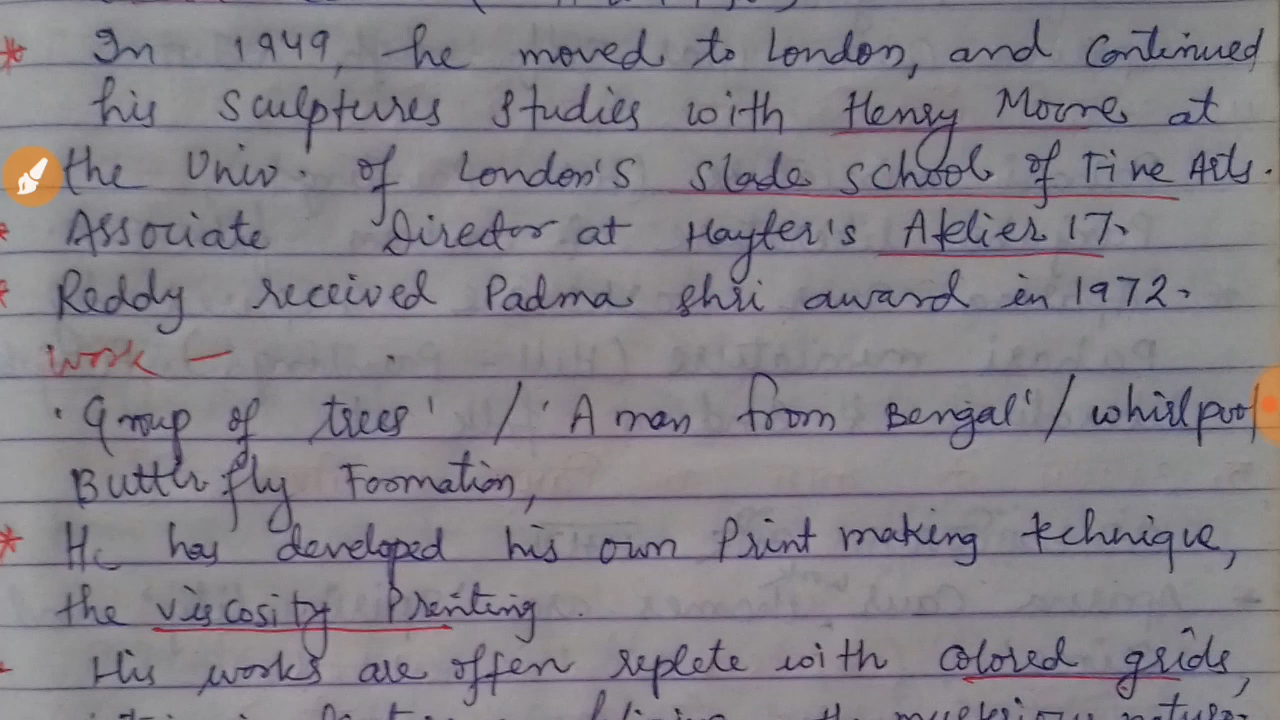 * In 1949, he moved to London, and Continued
his Sculptures Studies with Henry Moore at
the Univ. of London's Slade School of Fine Arts.
* Associate Director at Hayter's Atelier 17.
* Reddy received Padma Shri award in 1972.
Work —
'Group of trees' / 'A man from Bengal' / whirlpool
Butterfly Formation,
* He has developed his own Print making technique,
the Viscosity Printing.
* His works are often replete with Colored grids,